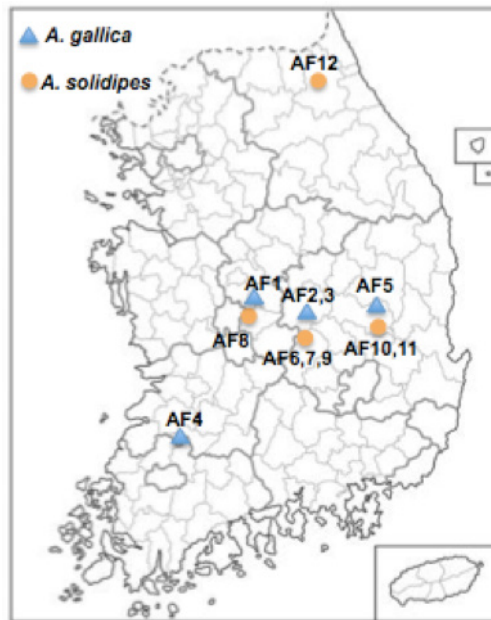 A. gallica
A. solidipes
AF12
AF1
AF2,3
AF5
AF8
AF6,7,9
AF10,11
AF4